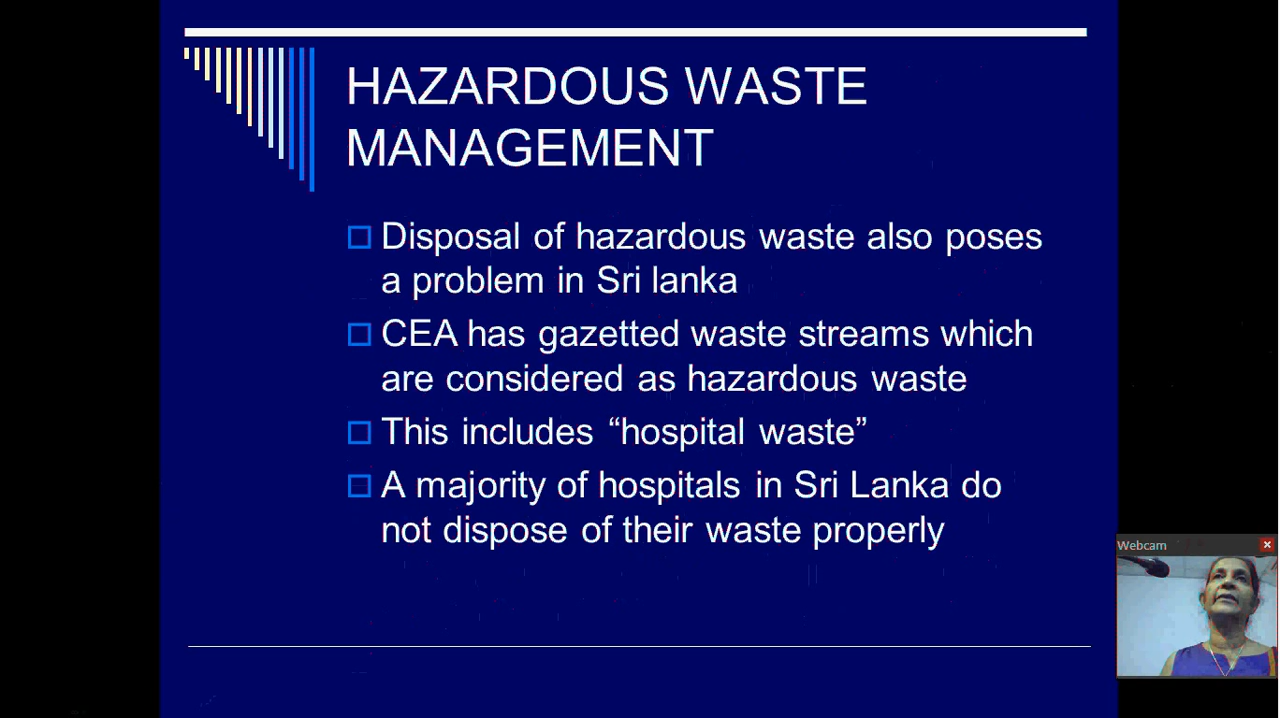 HAZARDOUS WASTE
MANAGEMENT
Disposal of hazardous waste also poses
a problem in Sri lanka
CEA has gazetted waste streams which
are considered as hazardous waste
This includes “hospital waste”
A majority of hospitals in Sri Lanka do
not dispose of their waste properly
Webcam